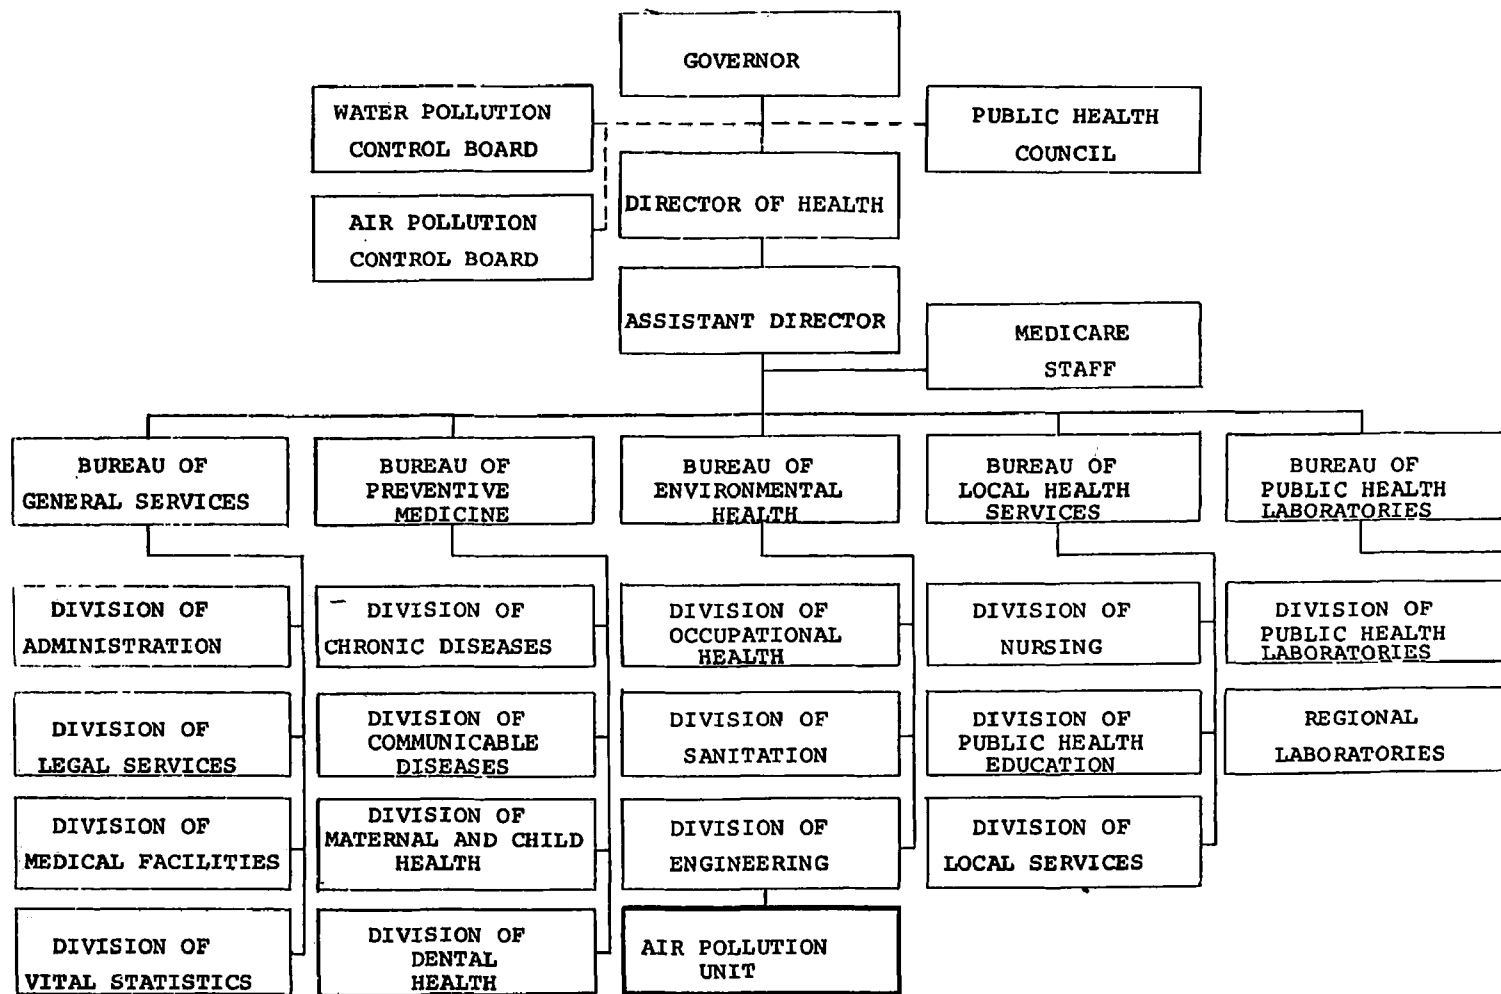 GOVERNOR
WATER POLLUTION
CONTROL BOARD
PUBLIC HEALTH
COUNCIL
DIRECTOR OF HEALTH
AIR POLLUTION
CONTROL BOARD
ASSISTANT DIRECTOR
MEDICARE
STAFF
BUREAU OF
GENERAL SERVICES
BUREAU OF
PREVENTIVE
MEDICINE
BUREAU OF
ENVIRONMENTAL
HEALTH
BUREAU OF
LOCAL HEALTH
SERVICES
BUREAU OF
PUBLIC HEALTH
LABORATORIES
DIVISION OF
ADMINISTRATION
DIVISION OF
CHRONIC DISEASES
DIVISION OF
OCCUPATIONAL
HEALTH
DIVISION OF
NURSING
DIVISION OF
PUBLIC HEALTH
LABORATORIES
DIVISION OF
LEGAL SERVICES
DIVISION OF
COMMUNICABLE
DISEASES
DIVISION OF
SANITATION
DIVISION OF
PUBLIC HEALTH
EDUCATION
REGIONAL
LABORATORIES
DIVISION OF
MEDICAL FACILITIES
DIVISION OF
MATERNAL AND CHILD
HEALTH
DIVISION OF
ENGINEERING
DIVISION OF
LOCAL SERVICES
DIVISION OF
VITAL STATISTICS
DIVISION OF
DENTAL
HEALTH
AIR POLLUTION
UNIT